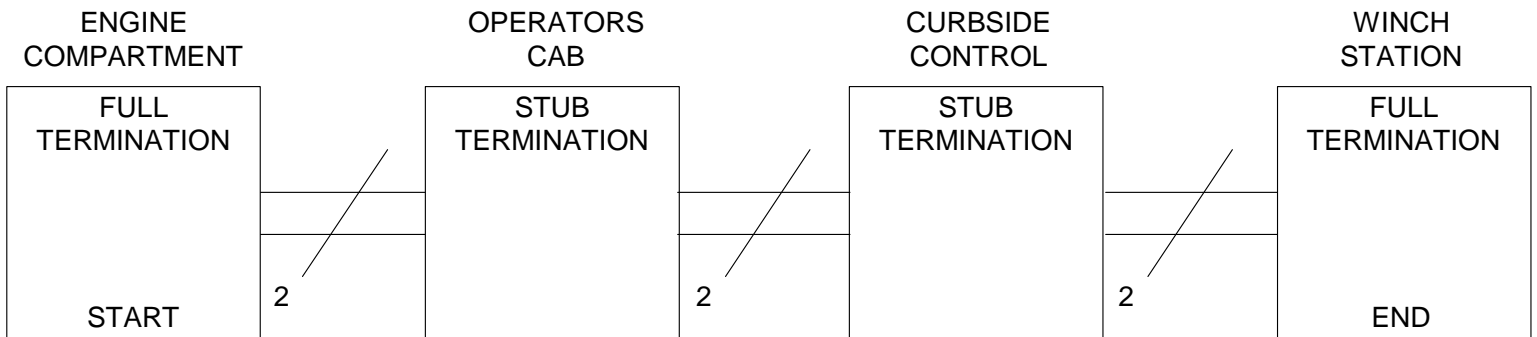 ENGINE
COMPARTMENT
OPERATORS
CAB
CURBSIDE
CONTROL
WINCH
STATION
FULL
TERMINATION
STUB
TERMINATION
STUB
TERMINATION
FULL
TERMINATION
2
2
2
START
END